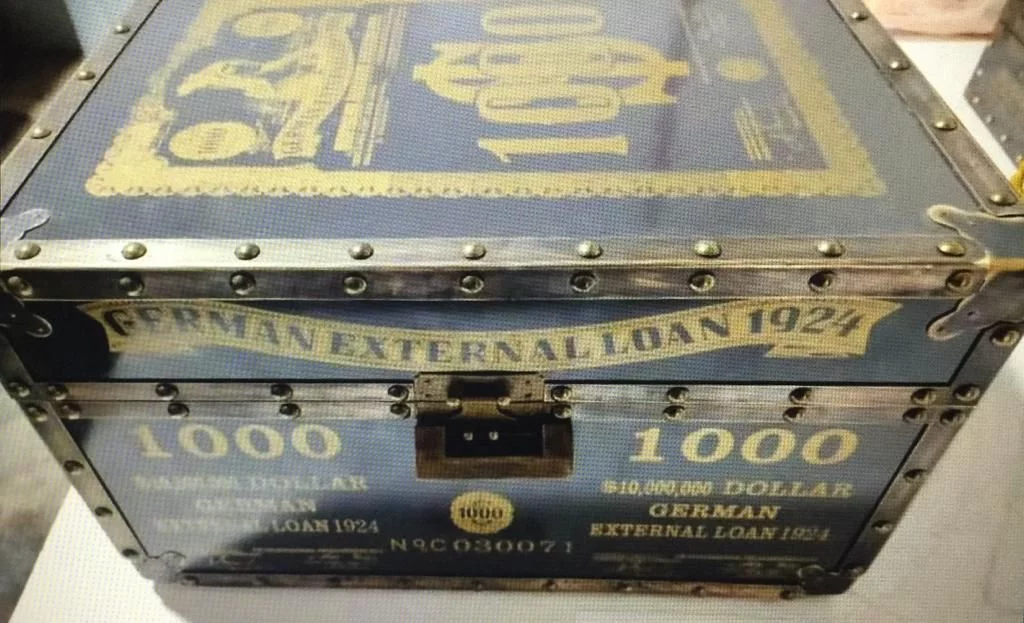 1000
GERMAN EXTERNAL LOAN 1924
1000
DOLLAR
GERMAN
EXTERNAL LOAN 1924
1000
NOC030071
1000
$10,000,000 DOLLAR
GERMAN
EXTERNAL LOAN 1924